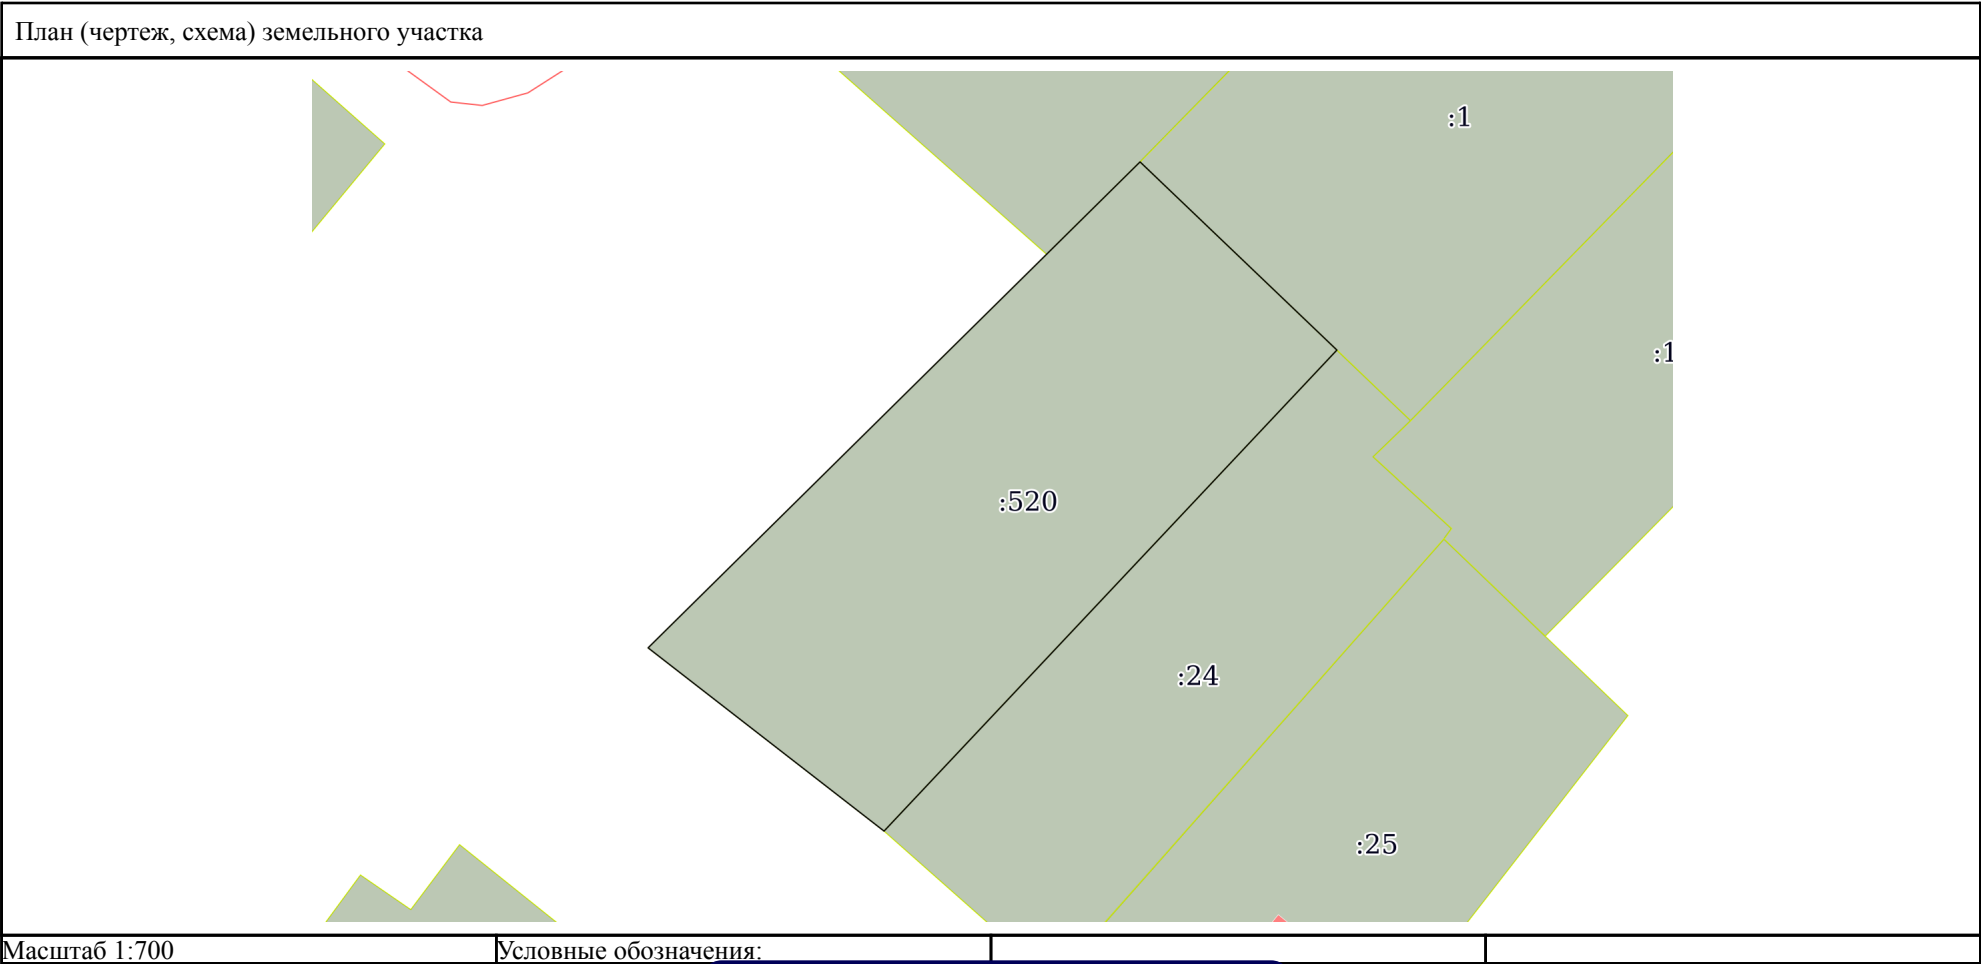 План (чертеж, схема) земельного участка
:1
:1
:520
:24
:25
Масштаб 1:700
Условные обозначения: